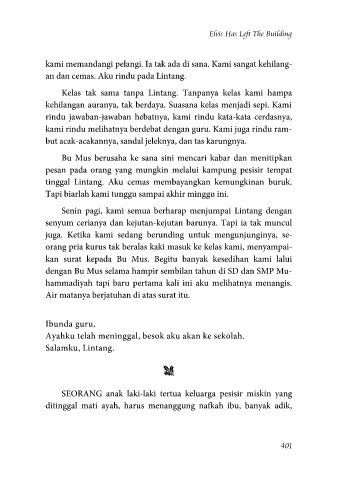 Elvis Has Left The Building
kami memandangi pelangi. Ia tak ada di sana. Kami sangat kehilang-
an dan cemas. Aku rindu pada Lintang.
Kelas tak sama tanpa Lintang. Tanpanya kelas kami hampa
kehilangan auranya, tak berdaya. Suasana kelas menjadi sepi. Kami
rindu jawaban-jawaban hebatnya, kami rindu kata-kata cerdasnya,
kami rindu melihatnya berdebat dengan guru. Kami juga rindu ram-
but acak-acakannya, sandal jeleknya, dan tas karungnya.
Bu Mus berusaha ke sana sini mencari kabar dan menitipkan
pesan pada orang yang mungkin melalui kampung pesisir tempat
tinggal Lintang. Aku cemas membayangkan kemungkinan buruk.
Tapi biarlah kami tunggu sampai akhir minggu ini.
Senin pagi, kami semua berharap menjumpai Lintang dengan
senyum cerianya dan kejutan-kejutan barunya. Tapi ia tak muncul
juga. Ketika kami sedang berunding untuk mengunjunginya, se-
orang pria kurus tak beralas kaki masuk ke kelas kami, menyampai-
kan surat kepada Bu Mus. Begitu banyak kesedihan kami lalui
dengan Bu Mus selama hampir sembilan tahun di SD dan SMP Mu-
hammadiyah tapi baru pertama kali ini aku melihatnya menangis.
Air matanya berjatuhan di atas surat itu.
Ibunda guru,
Ayahku telah meninggal, besok aku akan ke sekolah.
Salamku, Lintang.
SEORANG anak laki-laki tertua keluarga pesisir miskin yang
ditinggal mati ayah, harus menanggung nafkah ibu, banyak adik,
401